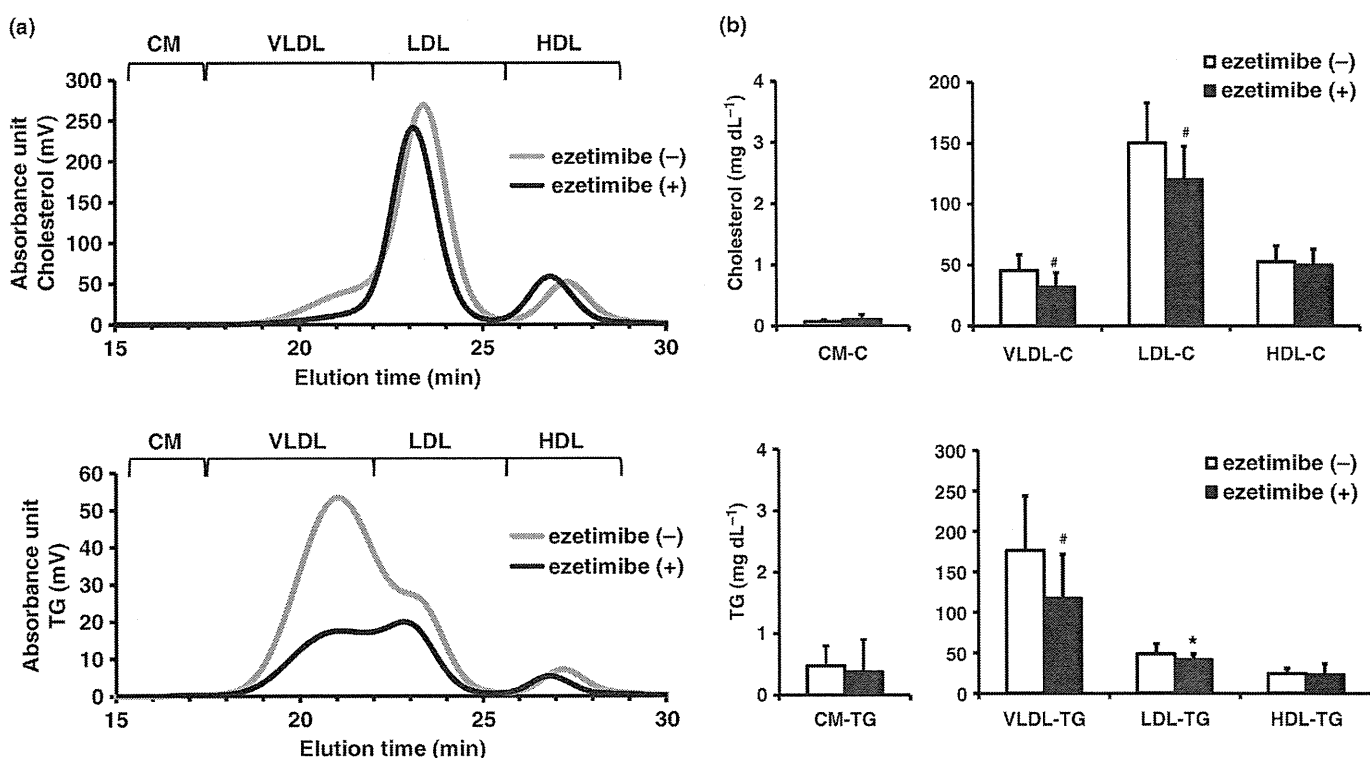 (a)
CM VLDL LDL HDL
Absorbance unit
Cholesterol (mV)
300
250
200
150
100
50
0
ezetimibe (–)
ezetimibe (+)
15 20 25 30
Elution time (min)
CM VLDL LDL HDL
Absorbance unit
TG (mV)
60
50
40
30
20
10
0
ezetimibe (–)
ezetimibe (+)
15 20 25 30
Elution time (min)
(b)
ezetimibe (–)
ezetimibe (+)
Cholesterol (mg dL⁻¹)
4
3
2
1
0
CM-C
200
150
100
50
0
#
#
VLDL-C LDL-C HDL-C
ezetimibe (–)
ezetimibe (+)
TG (mg dL⁻¹)
4
3
2
1
0
CM-TG
300
250
200
150
100
50
0
#
*
VLDL-TG LDL-TG HDL-TG